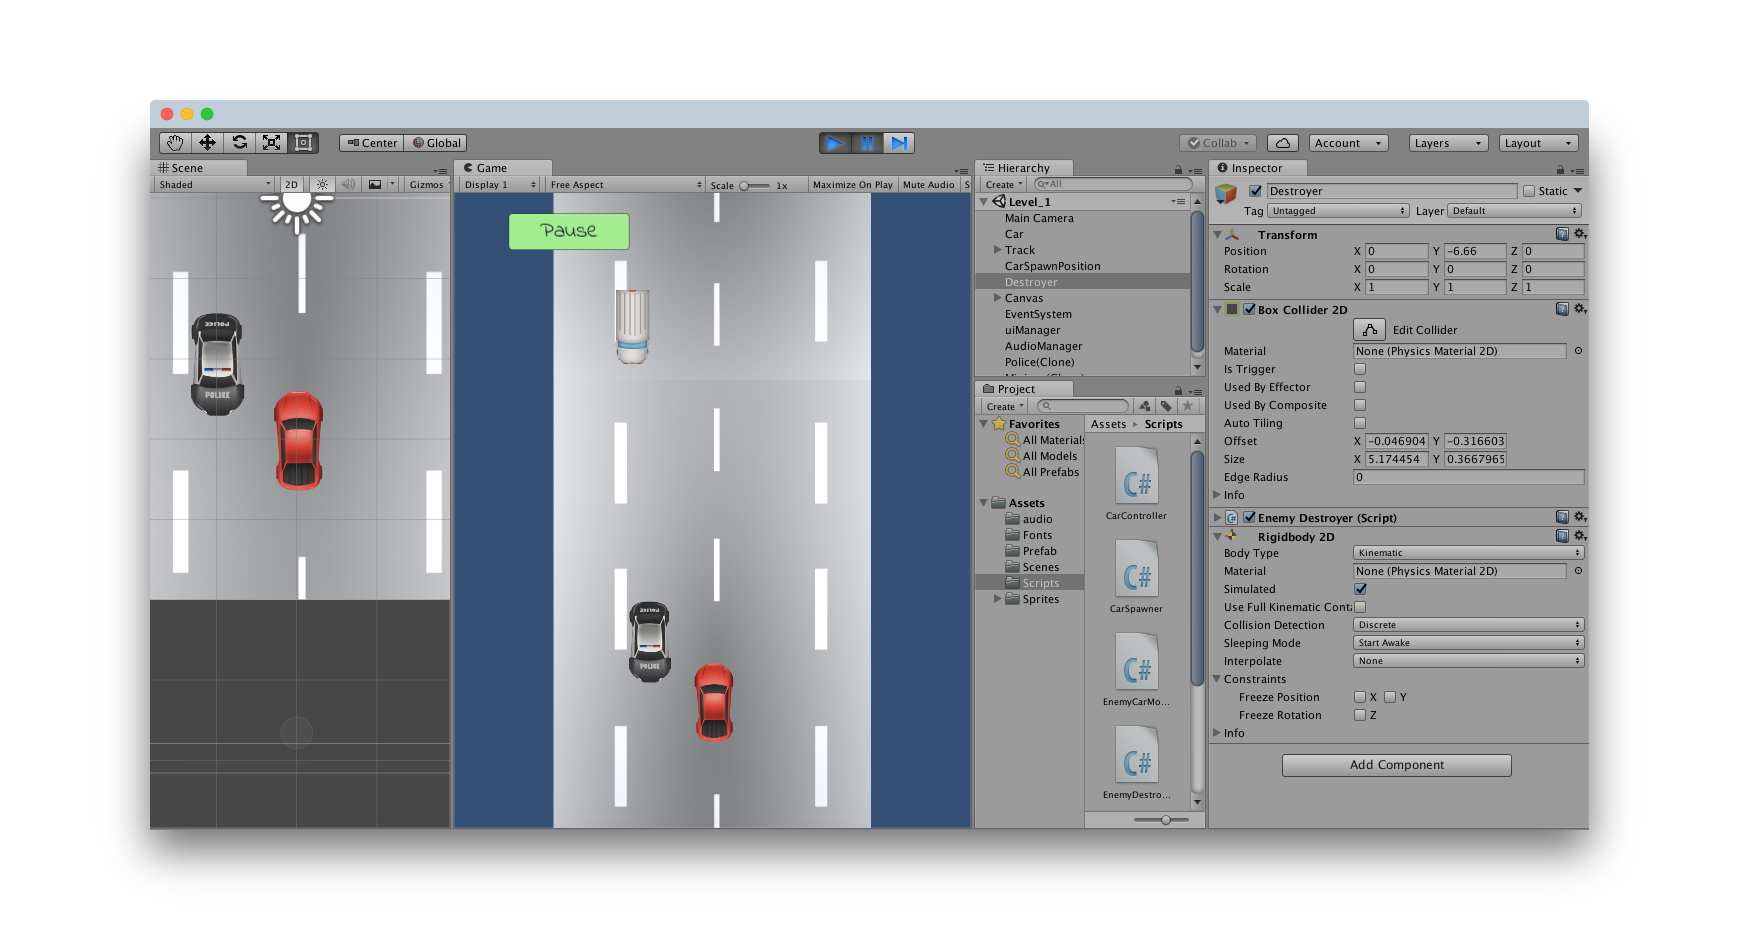 Center
Global
Collab
Account
Layers
Layout
Scene
Shaded
2D
Gizmos
Game
Display 1
Free Aspect
Scale
1x
Maximize On Play
Mute Audio
S
Pause
POLICE
POLICE
POLICE
POLICE
Hierarchy
Create
All
Level_1
Main Camera
Car
Track
CarSpawnPosition
Destroyer
Canvas
EventSystem
uiManager
AudioManager
Police(Clone)
Project
Create
Favorites
All Materials
All Models
All Prefabs
Assets
audio
Fonts
Prefab
Scenes
Scripts
Sprites
Assets Scripts
C#
CarController
C#
CarSpawner
C#
EnemyCarMo...
C#
EnemyDestro...
Inspector
Destroyer
Static
Tag Untagged Layer Default
Transform
Position X 0 Y -6.66 Z 0
Rotation X 0 Y 0 Z 0
Scale X 1 Y 1 Z 1
Box Collider 2D
Edit Collider
Material None (Physics Material 2D)
Is Trigger
Used By Effector
Used By Composite
Auto Tiling
Offset X -0.046904 Y -0.316603
Size X 5.174454 Y 0.3667965
Edge Radius 0
Info
Enemy Destroyer (Script)
Rigidbody 2D
Body Type Kinematic
Material None (Physics Material 2D)
Simulated
Use Full Kinematic Conta
Collision Detection Discrete
Sleeping Mode Start Awake
Interpolate None
Constraints
Freeze Position X Y
Freeze Rotation Z
Info
Add Component